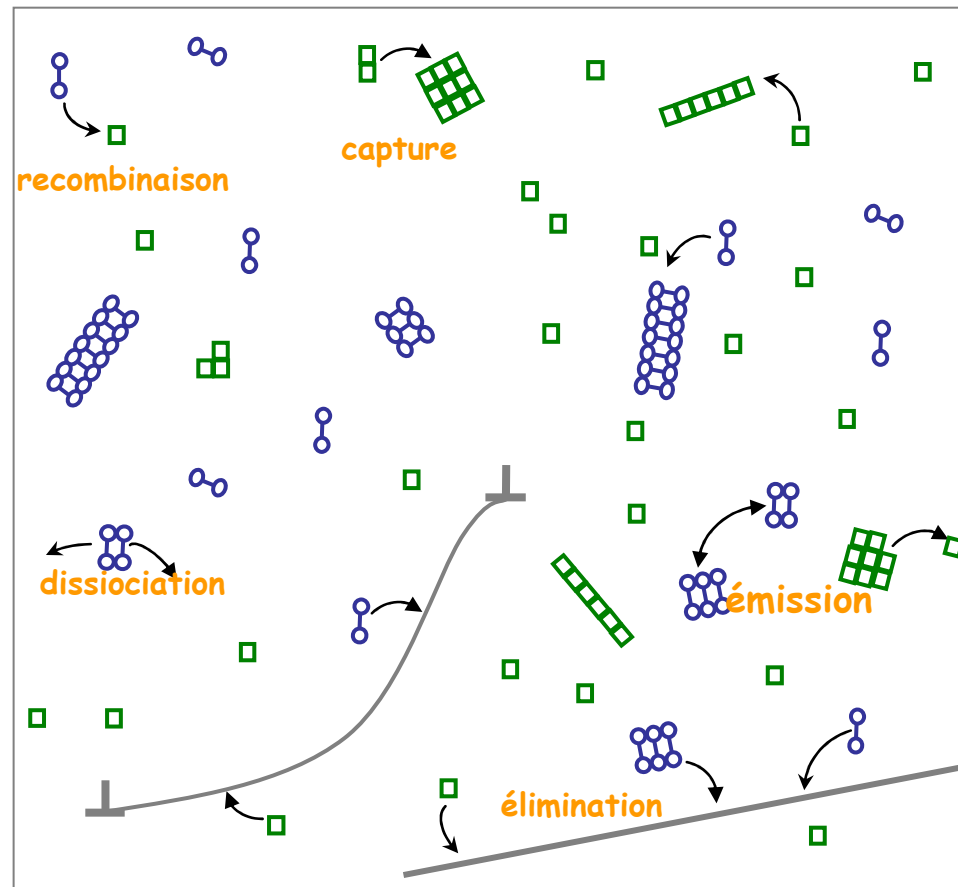 capture
recombinaison
dissiociation
émission
élimination